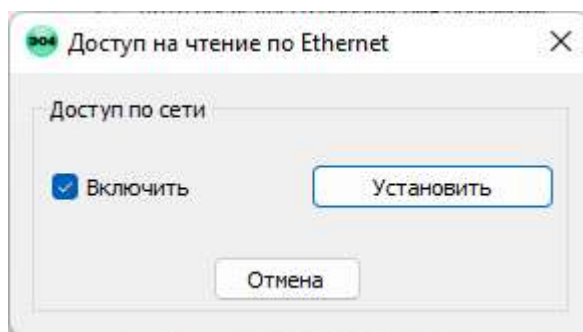 Доступ на чтение по Ethernet
Доступ по сети
Включить
Установить
Отмена